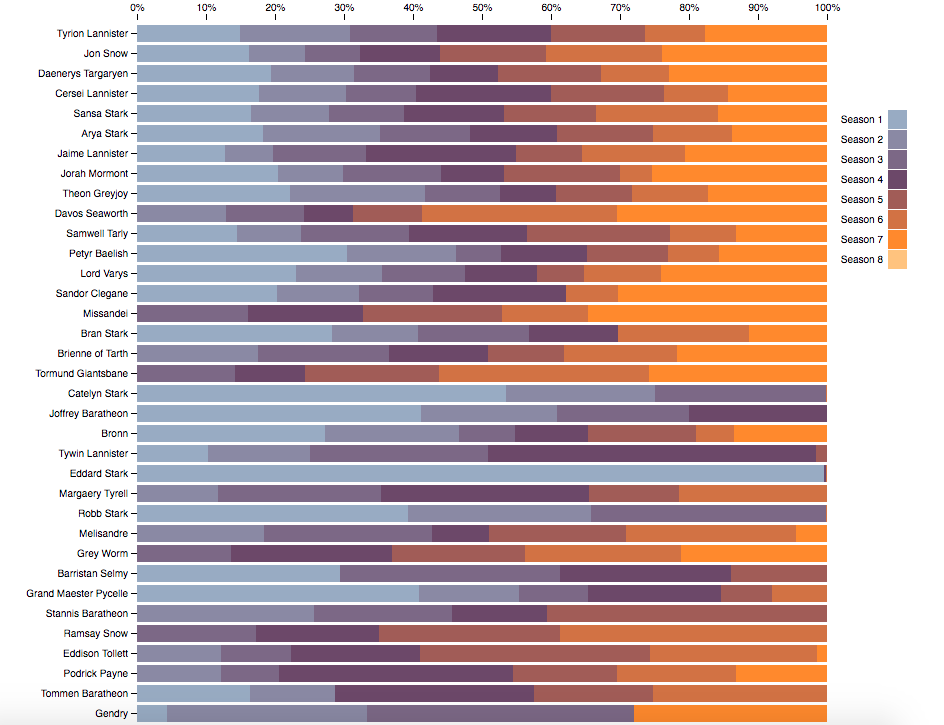 0% 10% 20% 30% 40% 50% 60% 70% 80% 90% 100%
Tyrion Lannister
Jon Snow
Daenerys Targaryen
Cersei Lannister
Sansa Stark
Arya Stark
Jaime Lannister
Jorah Mormont
Theon Greyjoy
Davos Seaworth
Samwell Tarly
Petyr Baelish
Lord Varys
Sandor Clegane
Missandei
Bran Stark
Brienne of Tarth
Tormund Giantsbane
Catelyn Stark
Joffrey Baratheon
Bronn
Tywin Lannister
Eddard Stark
Margaery Tyrell
Robb Stark
Melisandre
Grey Worm
Barristan Selmy
Grand Maester Pycelle
Stannis Baratheon
Ramsay Snow
Eddison Tollett
Podrick Payne
Tommen Baratheon
Gendry
Season 1
Season 2
Season 3
Season 4
Season 5
Season 6
Season 7
Season 8